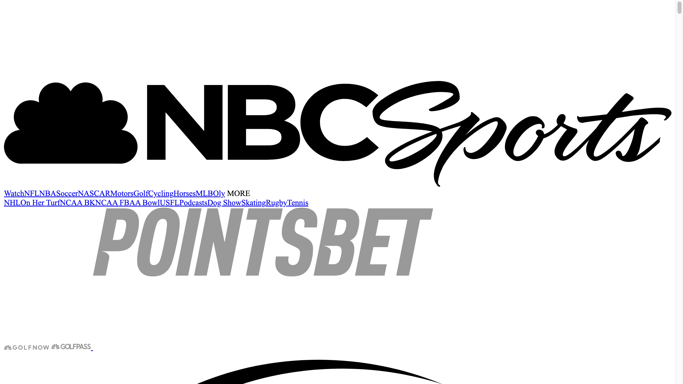 NBC Sports
WatchNFLNBASoccerNASCARMotorsGolfCyclingHorsesMLBOly MORE
NHLOn Her TurfNCAA BKNCAA FBAA BowlUSFLPodcastsDog ShowSkatingRugbyTennis
POINTSBET
GOLFNOW GOLFPASS